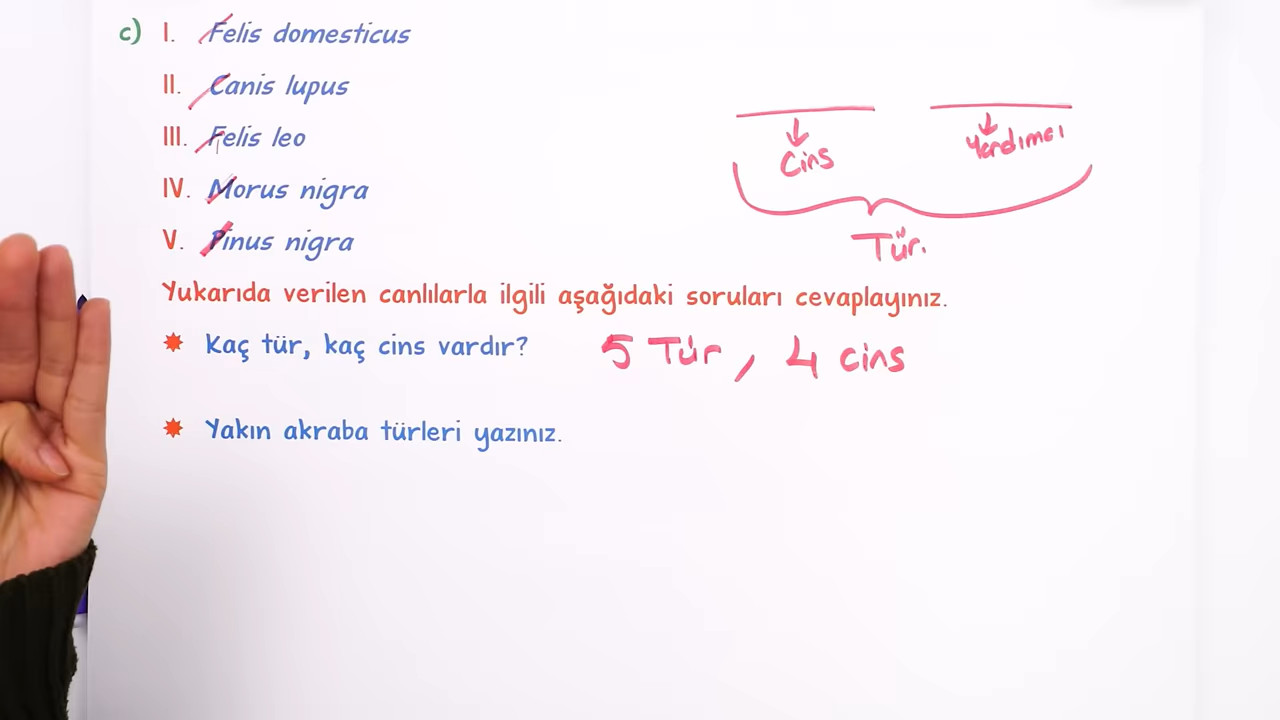 c) I. Felis domesticus
II. Canis lupus
III. Felis leo
IV. Morus nigra
V. Pinus nigra
Cins Yardımcı
Tür.
Yukarıda verilen canlılarla ilgili aşağıdaki soruları cevaplayınız.
Kaç tür, kaç cins vardır? 5 Tür, 4 cins
Yakın akraba türleri yazınız.